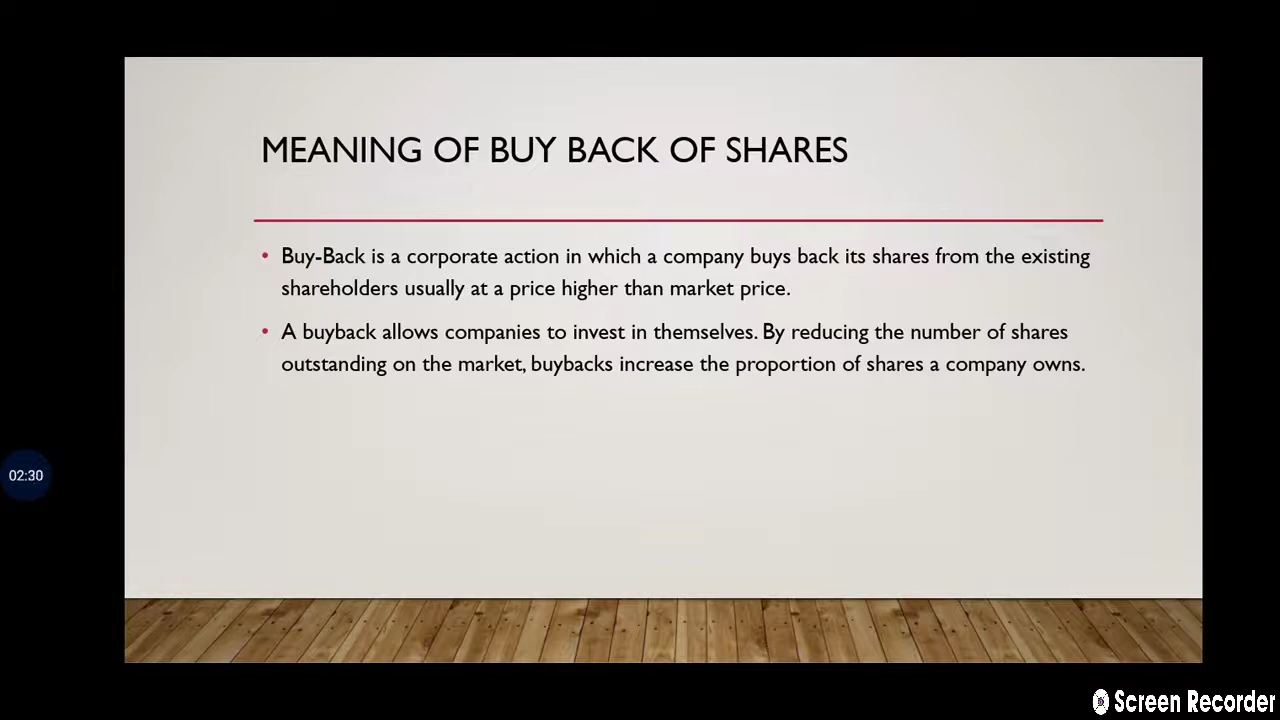 MEANING OF BUY BACK OF SHARES
• Buy-Back is a corporate action in which a company buys back its shares from the existing
shareholders usually at a price higher than market price.
• A buyback allows companies to invest in themselves. By reducing the number of shares
outstanding on the market, buybacks increase the proportion of shares a company owns.
02:30
Screen Recorder